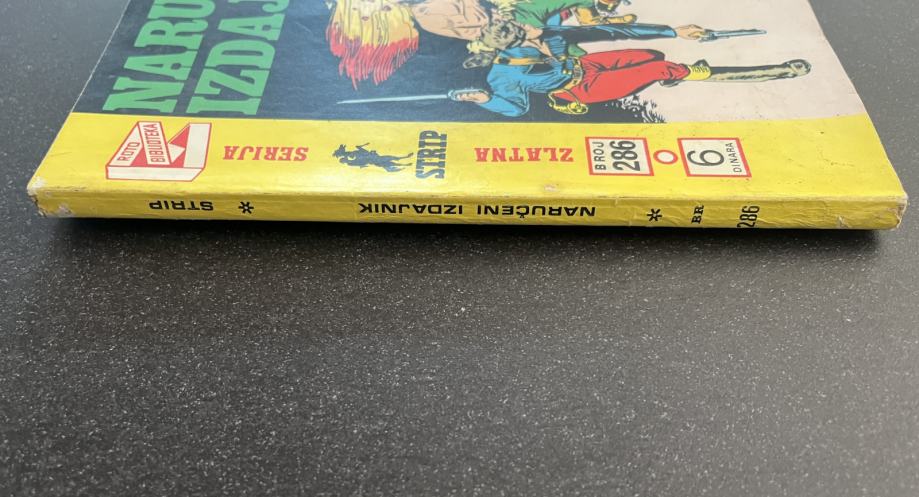 NARU
IZDAJ
ROTO
BIBLIOTEKA
ZLATNA
STRIP
SERIJA
BROJ
286
6
DINARA
STRIP * NARUČENI IZDAJNIK * BR 286